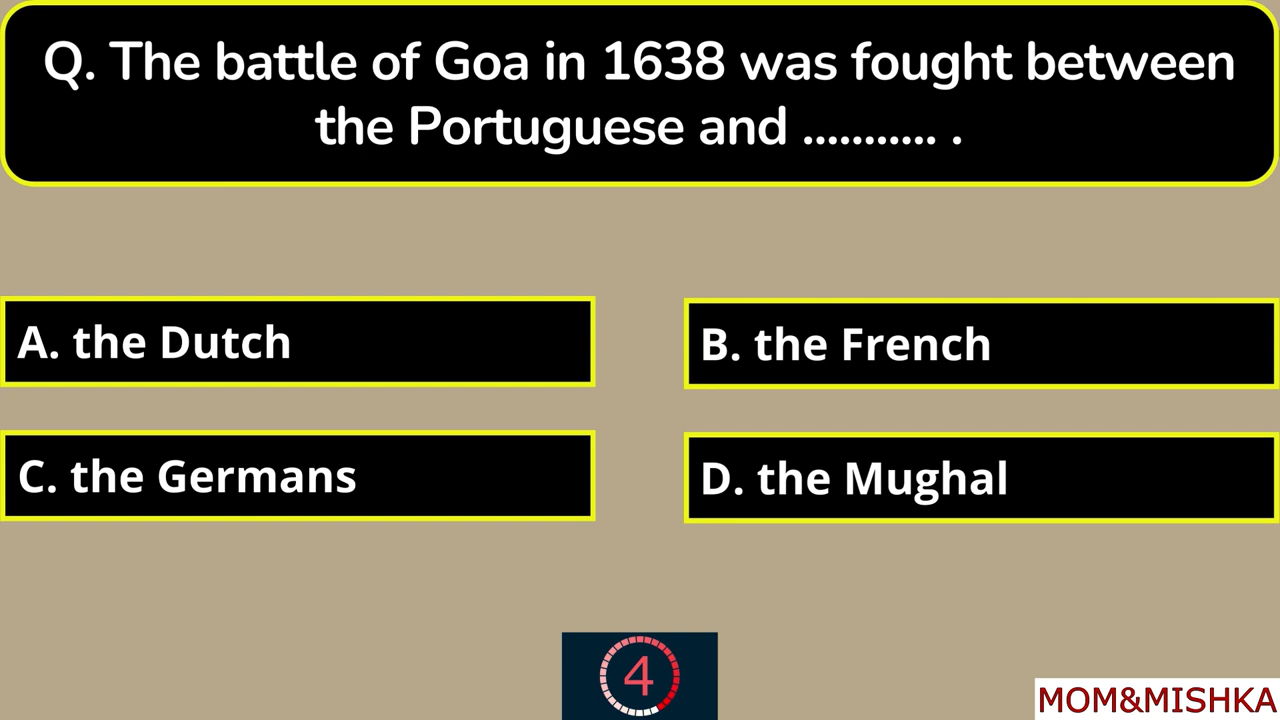 Q. The battle of Goa in 1638 was fought between
the Portuguese and ........... .
A. the Dutch
B. the French
C. the Germans
D. the Mughal
4
MOM&MISHKA